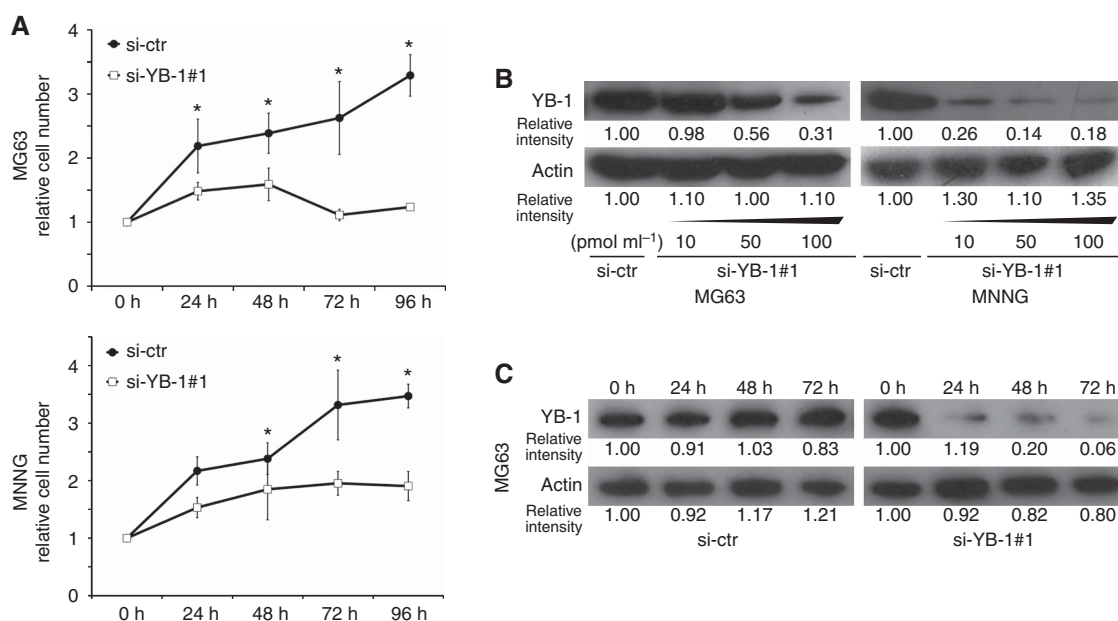 A
4
3
2
1
0
MG63
relative cell number
si-ctr
si-YB-1#1
* * * *
0 h 24 h 48 h 72 h 96 h
4
3
2
1
0
MNNG
relative cell number
si-ctr
si-YB-1#1
* * *
0 h 24 h 48 h 72 h 96 h
B
YB-1
Relative
intensity
1.00 0.98 0.56 0.31 1.00 0.26 0.14 0.18
Actin
Relative
intensity
1.00 1.10 1.00 1.10 1.00 1.30 1.10 1.35
(pmol ml–1) 10 50 100 10 50 100
si-ctr si-YB-1#1 si-ctr si-YB-1#1
MG63 MNNG
C
MG63
0 h 24 h 48 h 72 h 0 h 24 h 48 h 72 h
YB-1
Relative
intensity
1.00 0.91 1.03 0.83 1.00 1.19 0.20 0.06
Actin
Relative
intensity
1.00 0.92 1.17 1.21 1.00 0.92 0.82 0.80
si-ctr si-YB-1#1